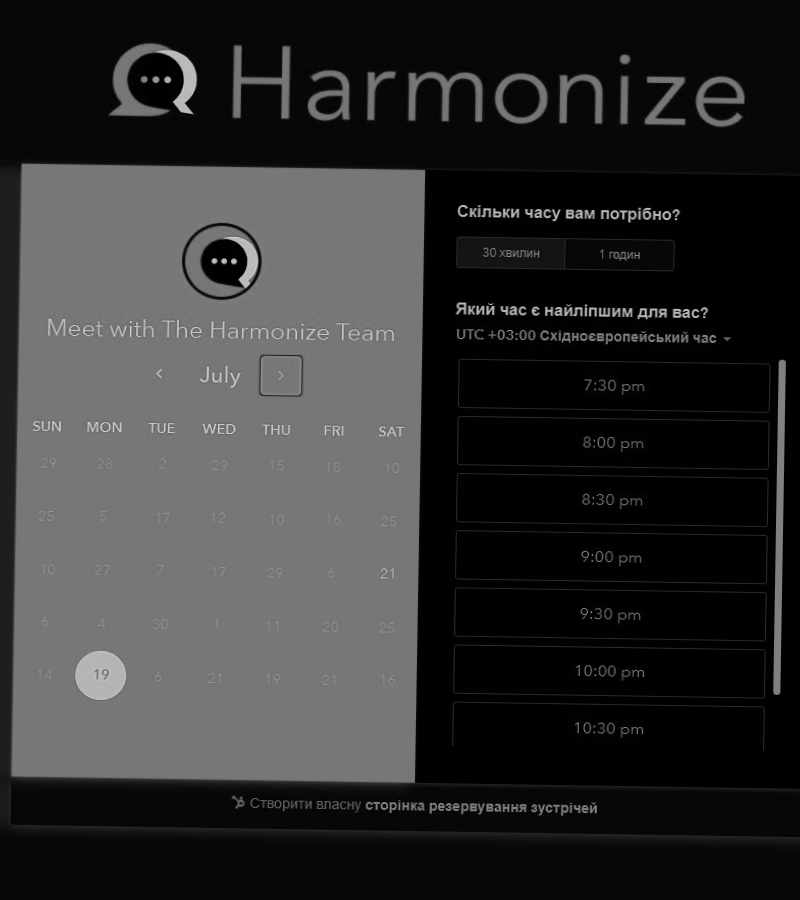 Harmonize
Meet with The Harmonize Team
July
SUN MON TUE WED THU FRI SAT
29 28 2 29 15 18 10
25 5 17 12 10 16 25
10 27 7 17 29 6 21
6 4 30 1 11 20 25
14 19 6 21 19 21 16
Скільки часу вам потрібно?
30 хвилин 1 годин
Який час є найліпшим для вас?
UTC +03:00 Східноєвропейський час
7:30 pm
8:00 pm
8:30 pm
9:00 pm
9:30 pm
10:00 pm
10:30 pm
Створити власну сторінка резервування зустрічей